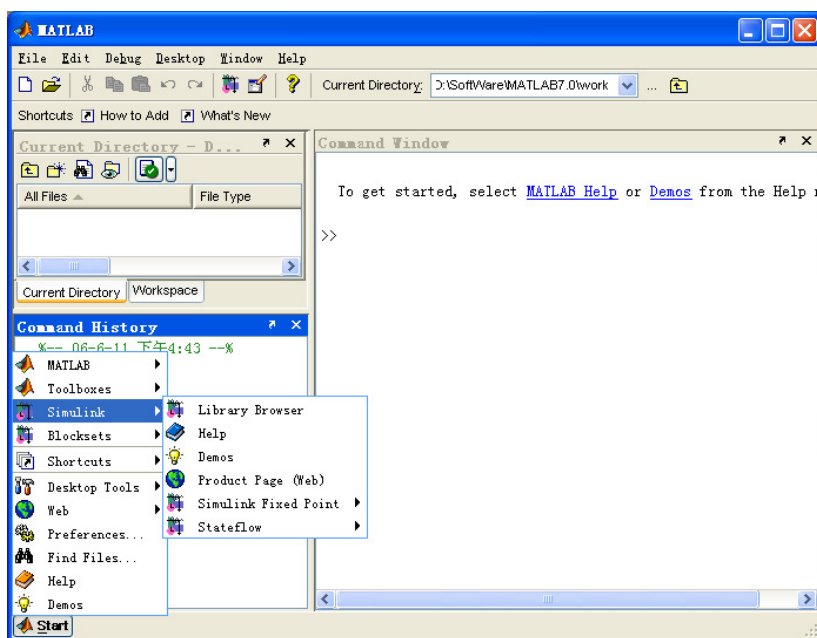 MATLAB
File Edit Debug Desktop Window Help
Current Directory: D:\SoftWare\MATLAB7.0\work ...
Shortcuts How to Add What's New
Current Directory - D...
All Files File Type
Current Directory Workspace
Command History
%-- 06-6-11 下午4:43 --%
MATLAB
Toolboxes
Simulink
Blocksets
Shortcuts
Desktop Tools
Web
Preferences...
Find Files...
Help
Demos
Start
Library Browser
Help
Demos
Product Page (Web)
Simulink Fixed Point
Stateflow
Command Window
To get started, select MATLAB Help or Demos from the Help
>>